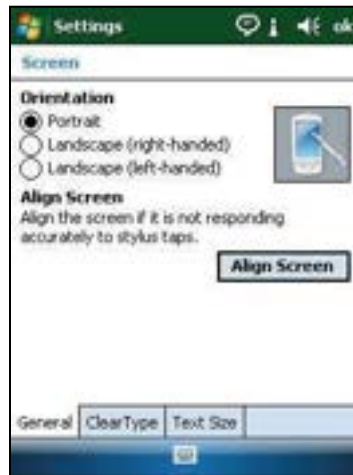 Settings
ok
Screen
Orientation
Portrait
Landscape (right-handed)
Landscape (left-handed)
Align Screen
Align the screen if it is not responding
accurately to stylus taps.
Align Screen
General ClearType Text Size